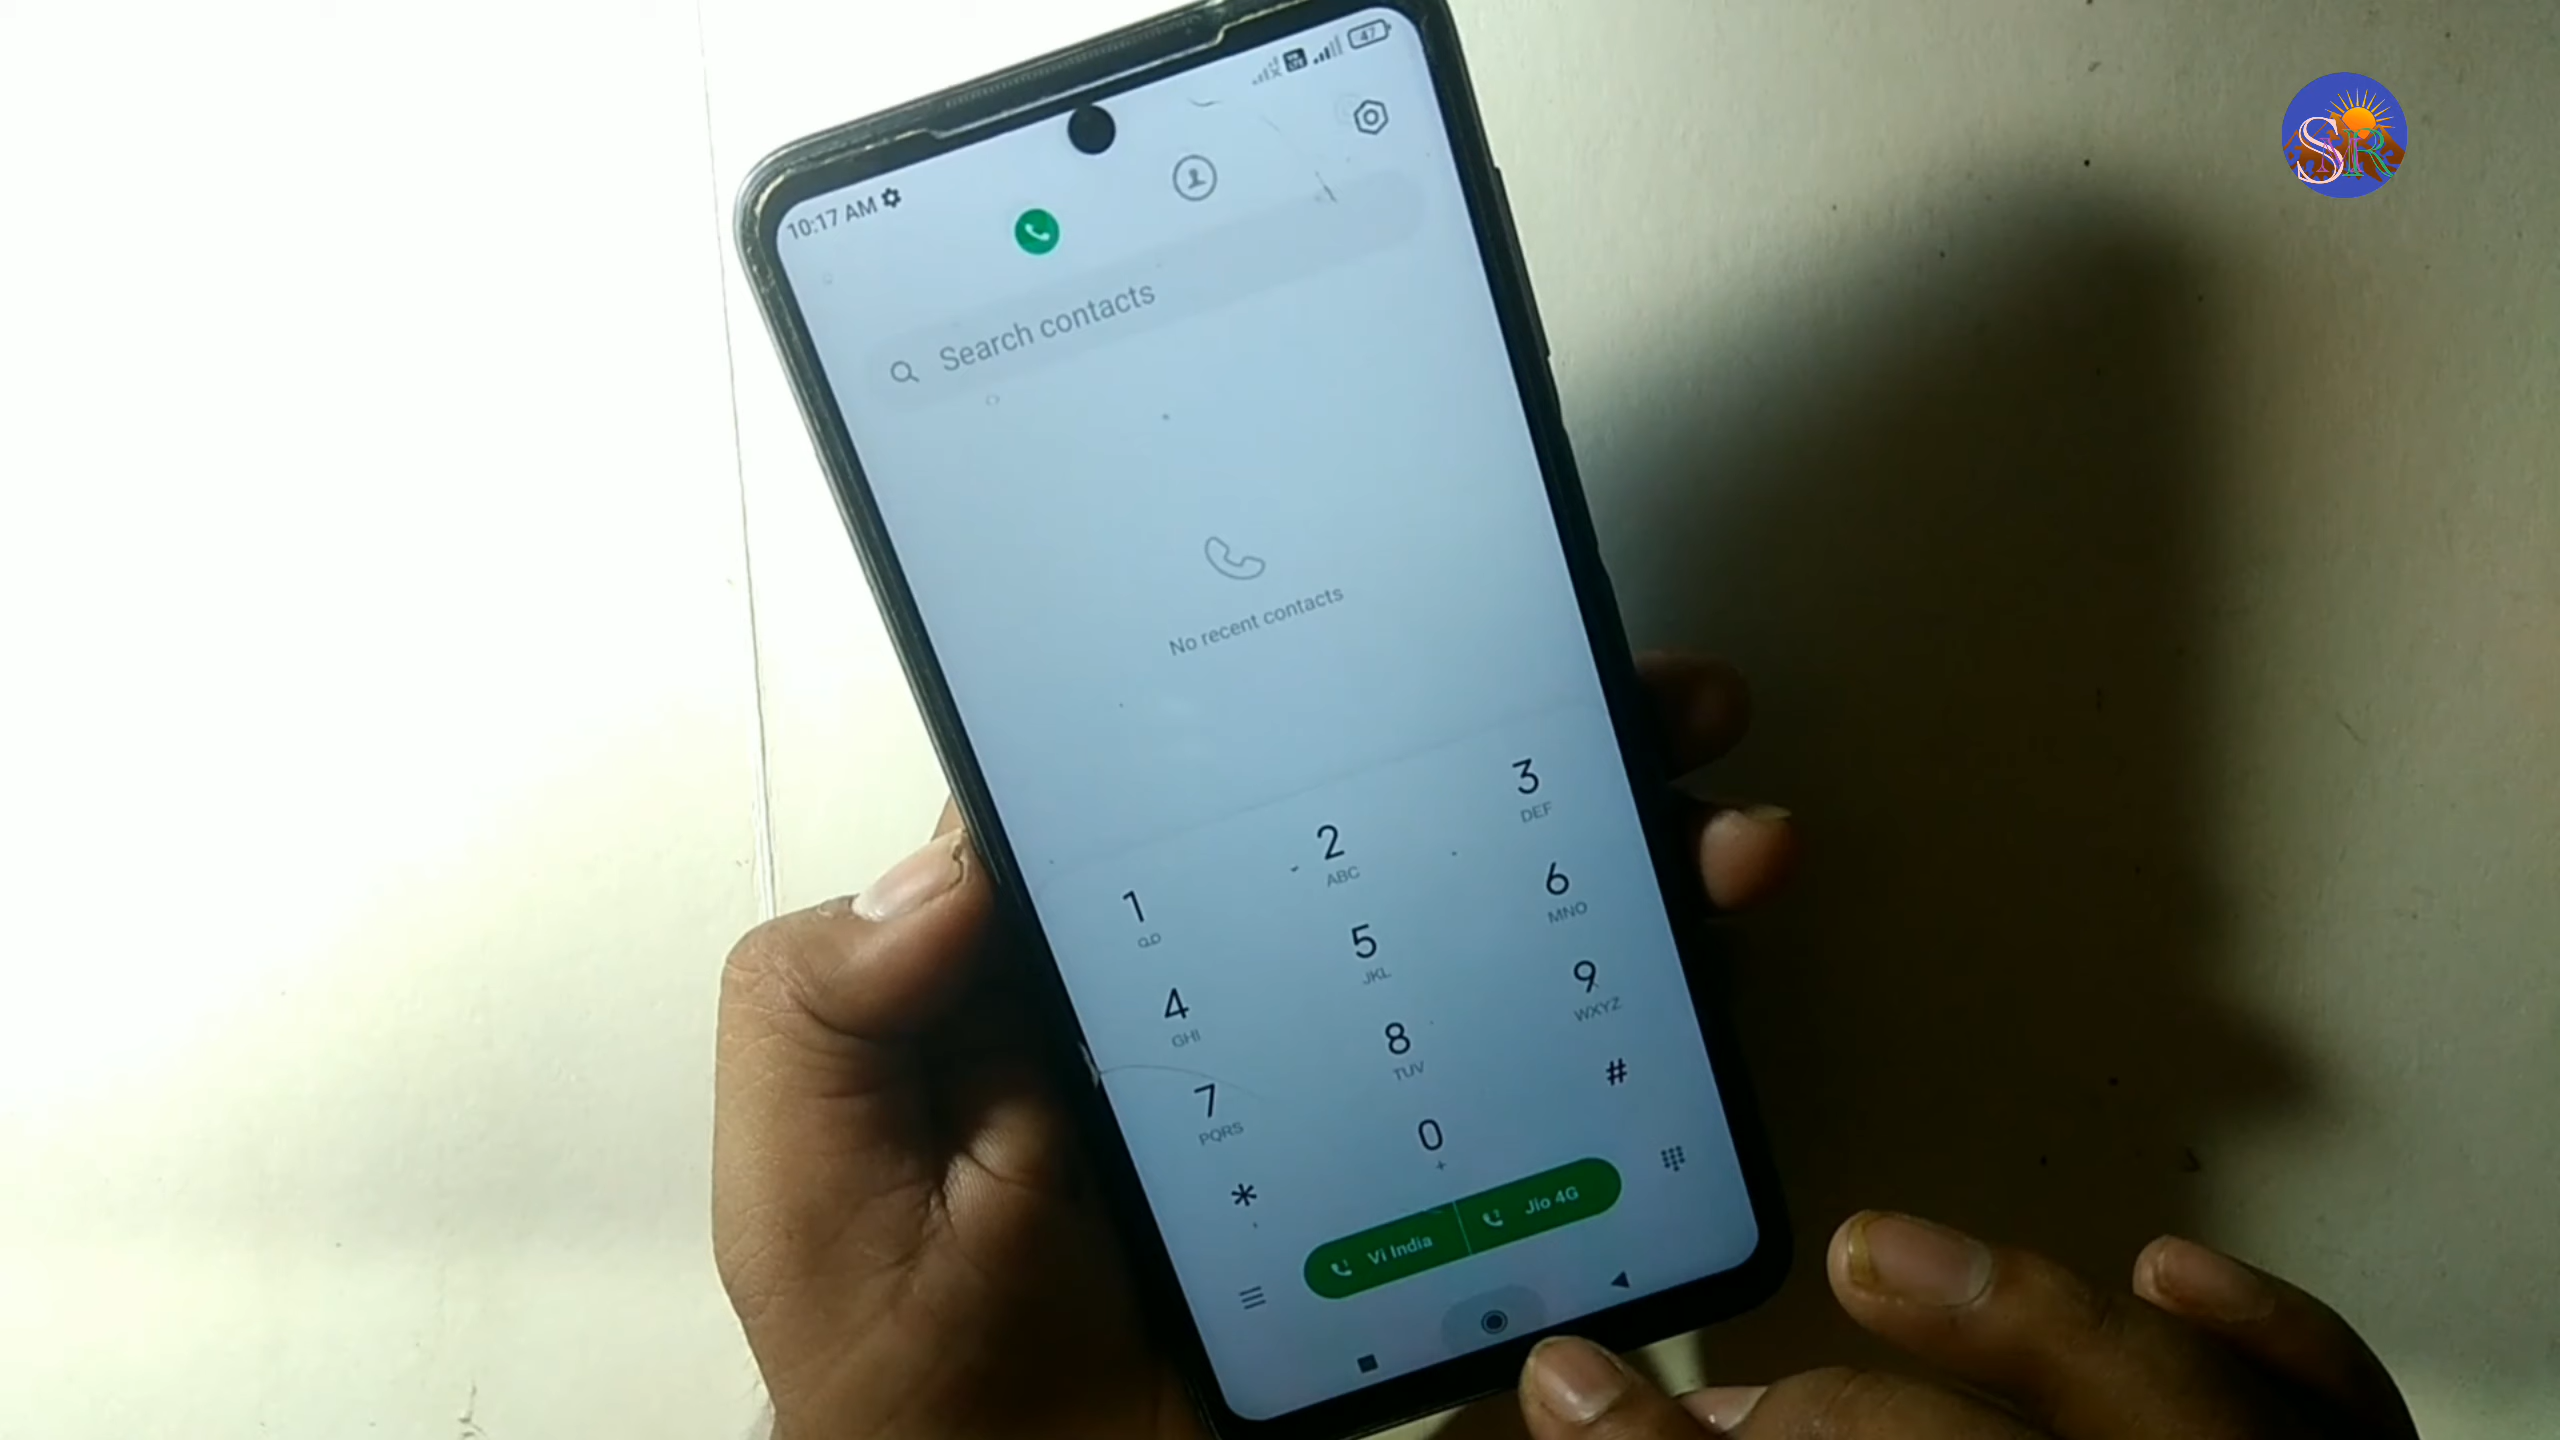 10:17 AM
47
Search contacts
No recent contacts
1
2 ABC
3 DEF
4 GHI
5 JKL
6 MNO
7 PQRS
8 TUV
9 WXYZ
*
0 +
#
Vi India
Jio 4G